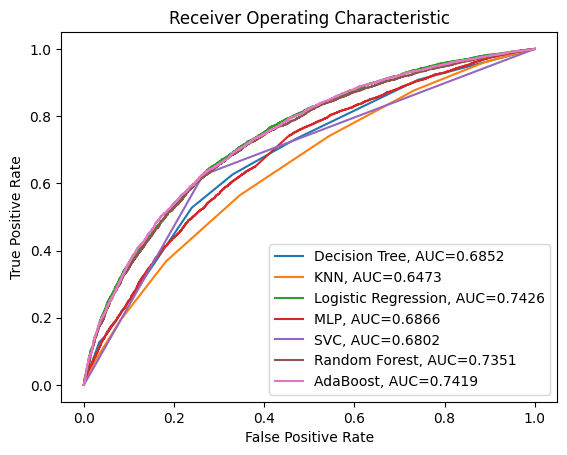 Receiver Operating Characteristic
True Positive Rate
1.0
0.8
0.6
0.4
0.2
0.0
Decision Tree, AUC=0.6852
KNN, AUC=0.6473
Logistic Regression, AUC=0.7426
MLP, AUC=0.6866
SVC, AUC=0.6802
Random Forest, AUC=0.7351
AdaBoost, AUC=0.7419
0.0 0.2 0.4 0.6 0.8 1.0
False Positive Rate